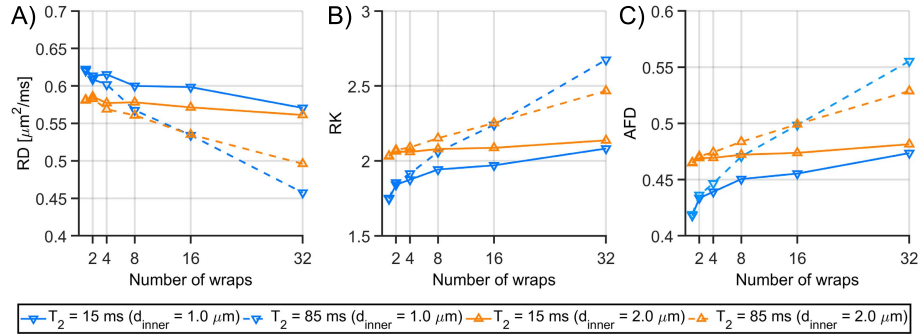 A)
B)
C)
0.7
0.65
0.6
0.55
0.5
0.45
0.4
RD [μm²/ms]
2 4 8 16 32
Number of wraps
3
2.5
2
1.5
RK
2 4 8 16 32
Number of wraps
0.6
0.55
0.5
0.45
0.4
AFD
2 4 8 16 32
Number of wraps
T₂ = 15 ms (d_inner = 1.0 μm) T₂ = 85 ms (d_inner = 1.0 μm) T₂ = 15 ms (d_inner = 2.0 μm) T₂ = 85 ms (d_inner = 2.0 μm)